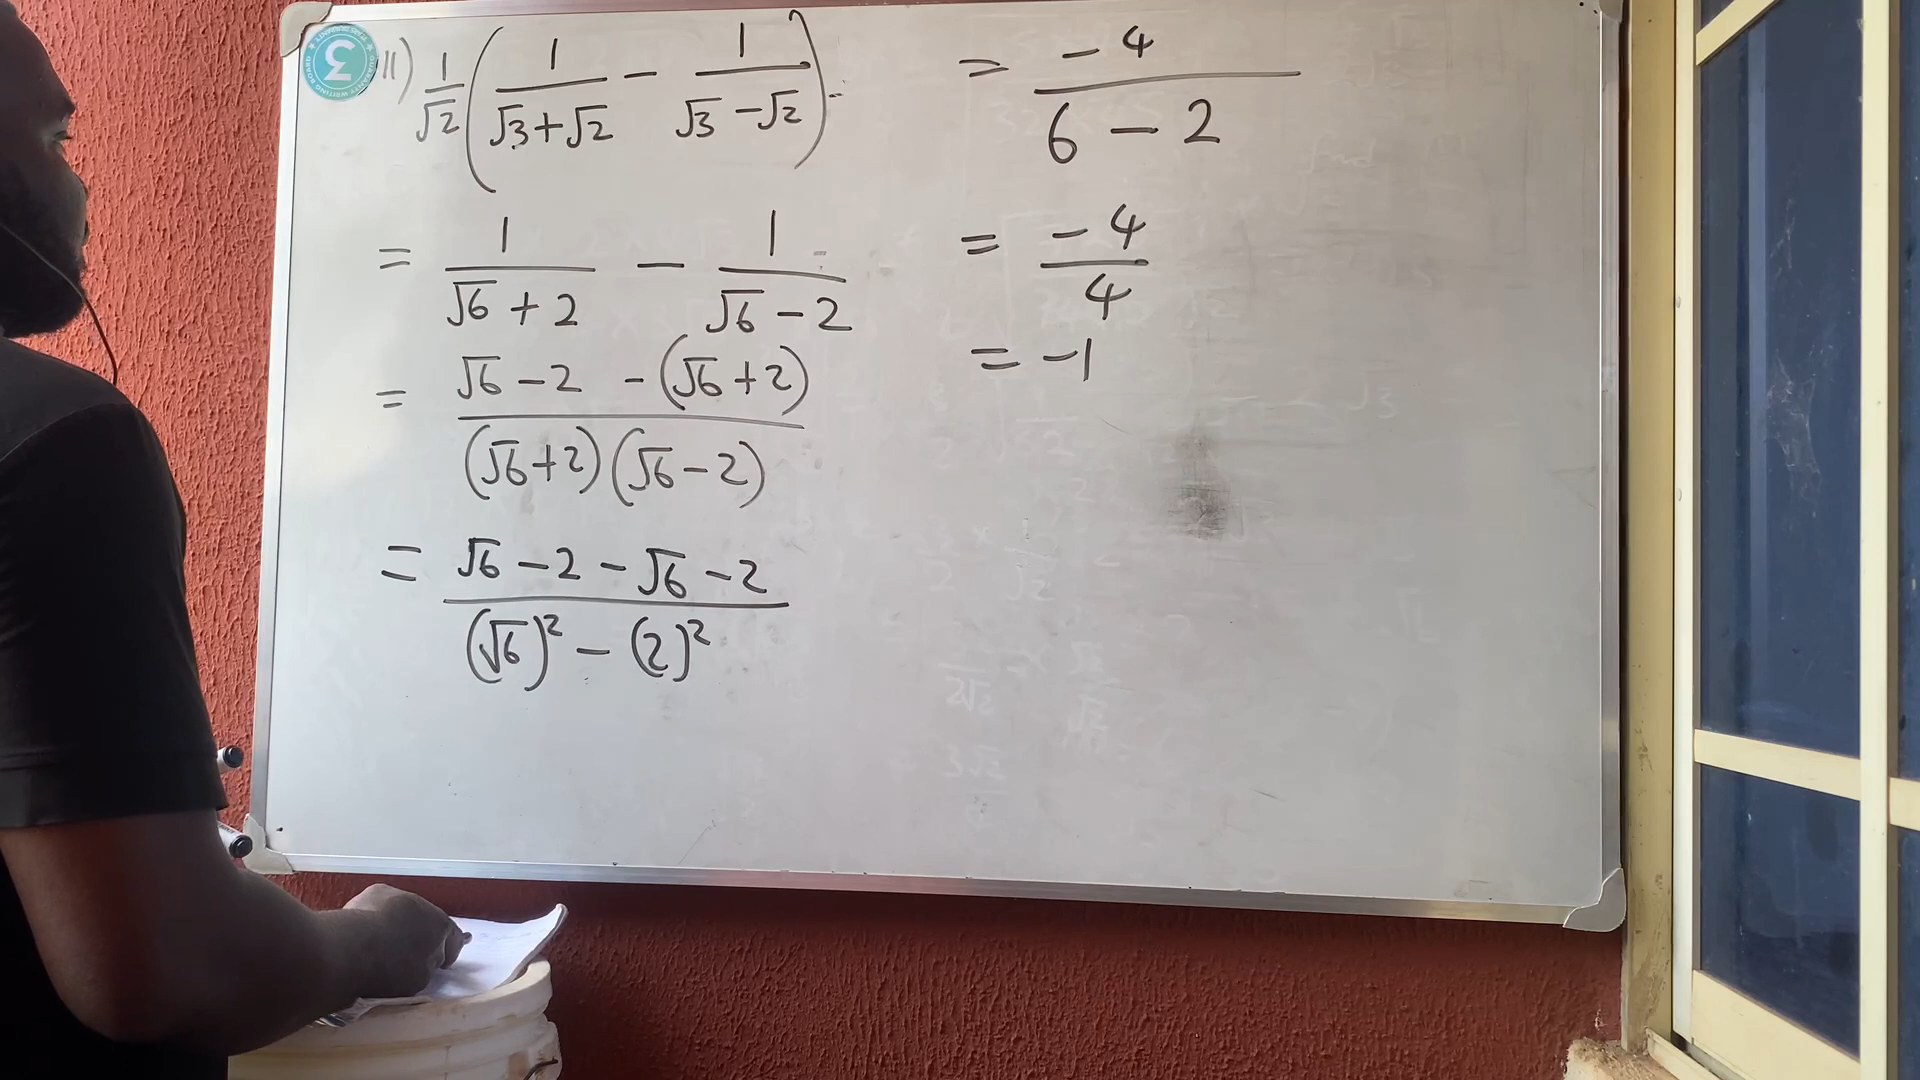 3
11) 1/√2 (1/(√3+√2) − 1/(√3−√2))
= 1/(√6+2) − 1/(√6−2)
= (√6−2 −(√6+2))/((√6+2)(√6−2))
= (√6−2−√6−2)/((√6)² − (2)²)
= −4/(6−2)
= −4/4
= −1